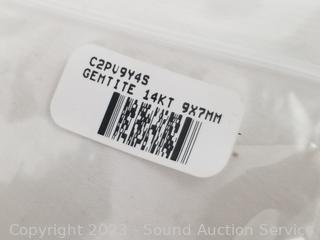 C2PV9Y4S
GEMTITE 14KT 9X7MM
Copyright 2023 - Sound Auction Service